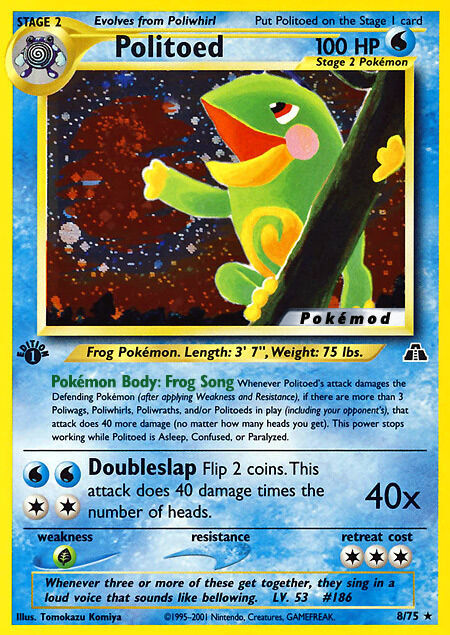 STAGE 2 Evolves from Poliwhirl Put Politoed on the Stage 1 card
Politoed 100 HP
Stage 2 Pokémon
Pokémod
EDITION 1
Frog Pokémon. Length: 3' 7", Weight: 75 lbs.
Pokémon Body: Frog Song Whenever Politoed's attack damages the
Defending Pokémon (after applying Weakness and Resistance), if there are more than 3
Poliwags, Poliwhirls, Poliwraths, and/or Politoeds in play (including your opponent's), that
attack does 40 more damage (no matter how many heads you get). This power stops
working while Politoed is Asleep, Confused, or Paralyzed.
Doubleslap Flip 2 coins. This
attack does 40 damage times the
number of heads.
40x
weakness resistance retreat cost
Whenever three or more of these get together, they sing in a
loud voice that sounds like bellowing. LV. 53 #186
Illus. Tomokazu Komiya ©1995-2001 Nintendo, Creatures, GAMEFREAK. 8/75 ★